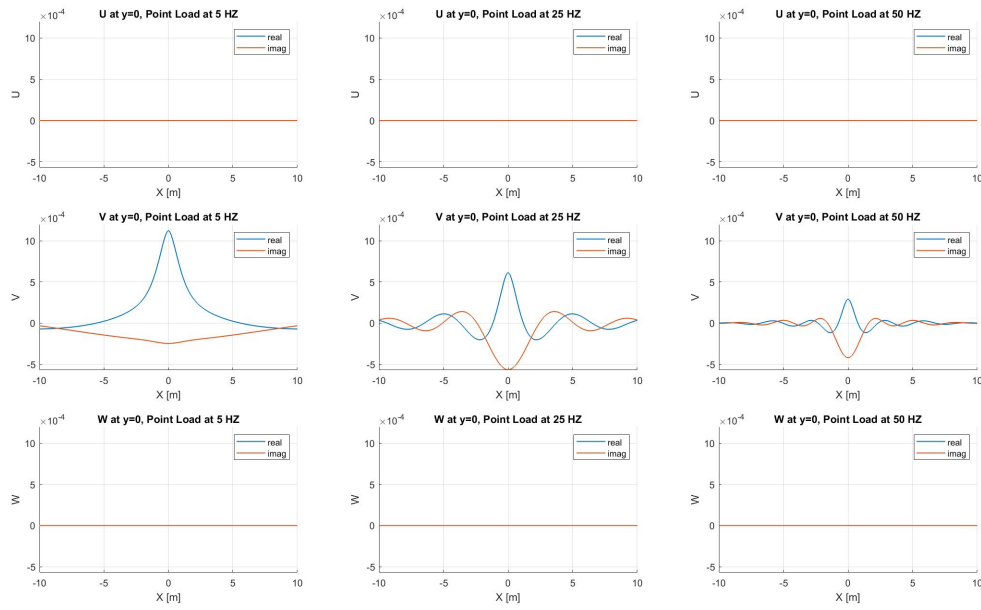 U at y=0, Point Load at 5 HZ
×10⁻⁴
10
5
0
-5
U
real
imag
-10 -5 0 5 10
X [m]
U at y=0, Point Load at 25 HZ
×10⁻⁴
10
5
0
-5
U
real
imag
-10 -5 0 5 10
X [m]
U at y=0, Point Load at 50 HZ
×10⁻⁴
10
5
0
-5
U
real
imag
-10 -5 0 5 10
X [m]
V at y=0, Point Load at 5 HZ
×10⁻⁴
10
5
0
-5
V
real
imag
-10 -5 0 5 10
X [m]
V at y=0, Point Load at 25 HZ
×10⁻⁴
10
5
0
-5
V
real
imag
-10 -5 0 5 10
X [m]
V at y=0, Point Load at 50 HZ
×10⁻⁴
10
5
0
-5
V
real
imag
-10 -5 0 5 10
X [m]
W at y=0, Point Load at 5 HZ
×10⁻⁴
10
5
0
-5
W
real
imag
-10 -5 0 5 10
X [m]
W at y=0, Point Load at 25 HZ
×10⁻⁴
10
5
0
-5
W
real
imag
-10 -5 0 5 10
X [m]
W at y=0, Point Load at 50 HZ
×10⁻⁴
10
5
0
-5
W
real
imag
-10 -5 0 5 10
X [m]